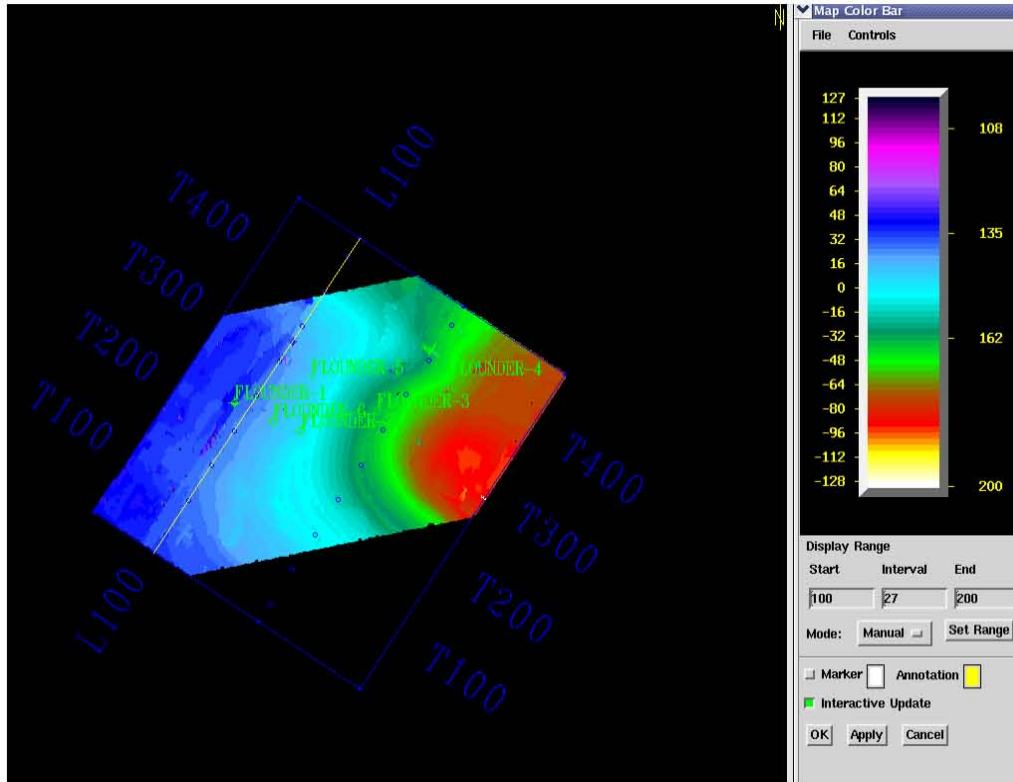 N
T400
L100
T300
T200
T100
FLOUNDER-5
LOUNDER-4
FLOUNDER-1
FLOUNDER-3
FLOUNDER-6
FLOUNDER-
T400
T300
T200
T100
L100
Map Color Bar
File Controls
127
112
96
80
64
48
32
16
0
-16
-32
-48
-64
-80
-96
-112
-128
108
135
162
200
Display Range
Start Interval End
100 27 200
Mode: Manual Set Range
Marker Annotation
Interactive Update
OK Apply Cancel